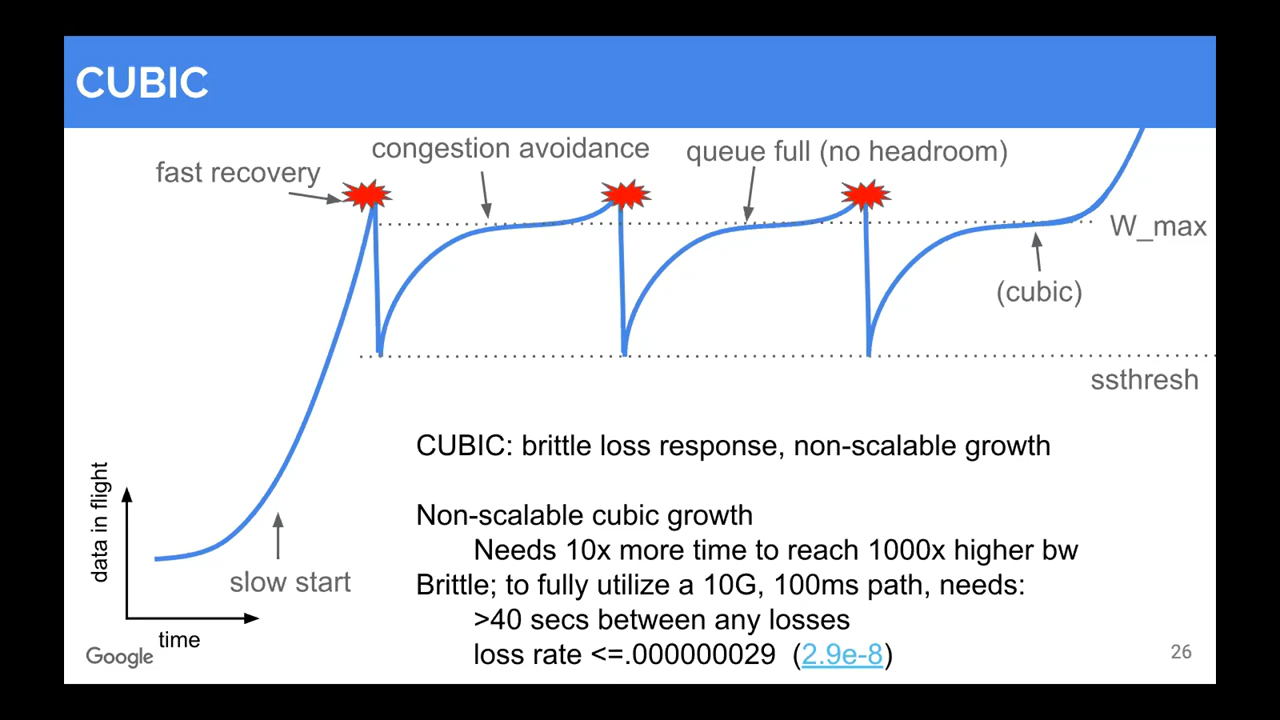 CUBIC
congestion avoidance
queue full (no headroom)
fast recovery
W_max
(cubic)
ssthresh
CUBIC: brittle loss response, non-scalable growth
Non-scalable cubic growth
Needs 10x more time to reach 1000x higher bw
Brittle; to fully utilize a 10G, 100ms path, needs:
>40 secs between any losses
loss rate <=.000000029 (2.9e-8)
data in flight
slow start
time
Google
26